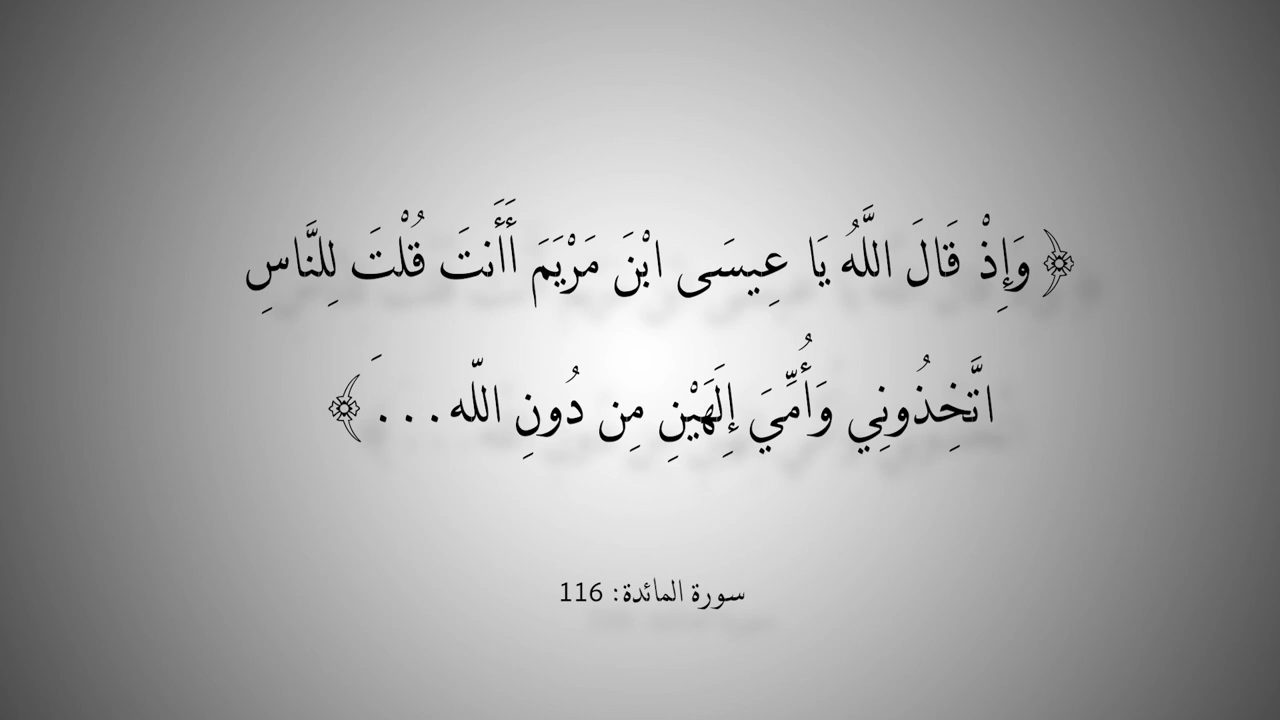 ﴿ وَإِذْ قَالَ اللَّهُ يَا عِيسَى ابْنَ مَرْيَمَ أَأَنتَ قُلْتَ لِلنَّاسِ
اتَّخِذُونِي وَأُمِّيَ إِلَهَيْنِ مِن دُونِ اللّه... َ ﴾
سورة المائدة: 116